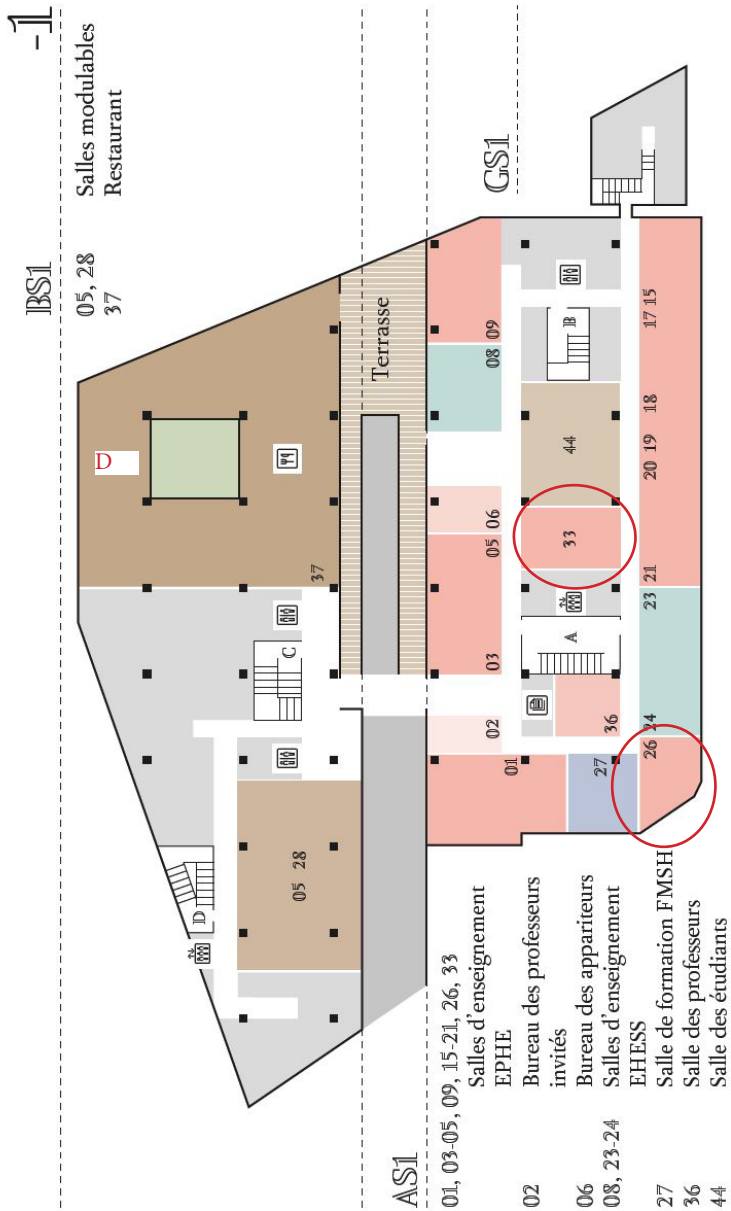 -1
BS1
05, 28 Salles modulables
37 Restaurant
D
37
C
D
05 28
Terrasse
GS1
01
02
03
05 06
08 09
A
33
44
B
36
27
26 24
23 21
20 19 18
17 15
AS1
01, 03-05, 09, 15-21, 26, 33
Salles d'enseignement
EPHE
02 Bureau des professeurs
invités
06 Bureau des appariteurs
08, 23-24 Salles d'enseignement
EHESS
27 Salle de formation FMSH
36 Salle des professeurs
44 Salle des étudiants